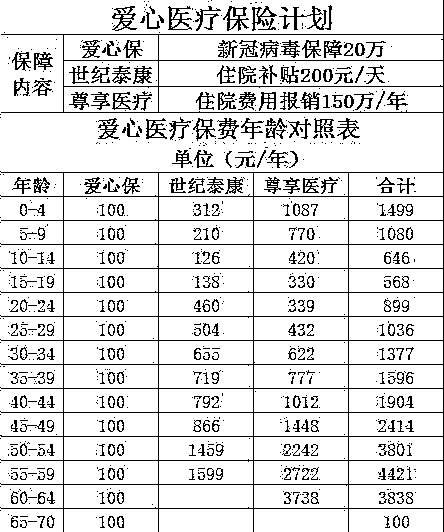 爱心医疗保险计划
保障内容
爱心保 新冠病毒保障20万
世纪泰康 住院补贴200元/天
尊享医疗 住院费用报销150万/年
爱心医疗保费年龄对照表
单位（元/年）
年龄 爱心保 世纪泰康 尊享医疗 合计
0-4 100 312 1087 1499
5-9 100 210 770 1080
10-14 100 126 420 646
15-19 100 138 330 568
20-24 100 460 339 899
25-29 100 504 432 1036
30-34 100 655 622 1377
35-39 100 719 777 1596
40-44 100 792 1012 1904
45-49 100 866 1448 2414
50-54 100 1459 2242 3801
55-59 100 1599 2722 4421
60-64 100 3738 3838
65-70 100 100